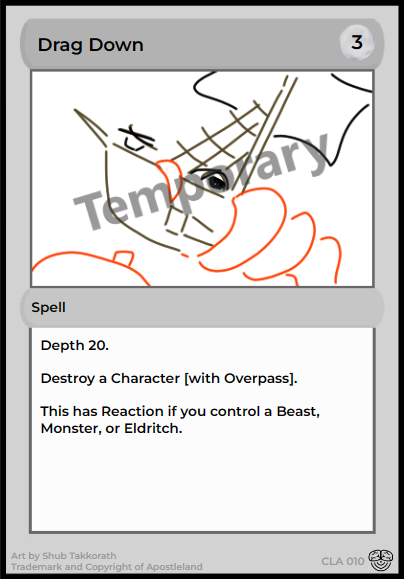 Drag Down
3
Temporary
Spell
Depth 20.
Destroy a Character [with Overpass].
This has Reaction if you control a Beast,
Monster, or Eldritch.
Art by Shub Takkorath
Trademark and Copyright of Apostleland
CLA 010